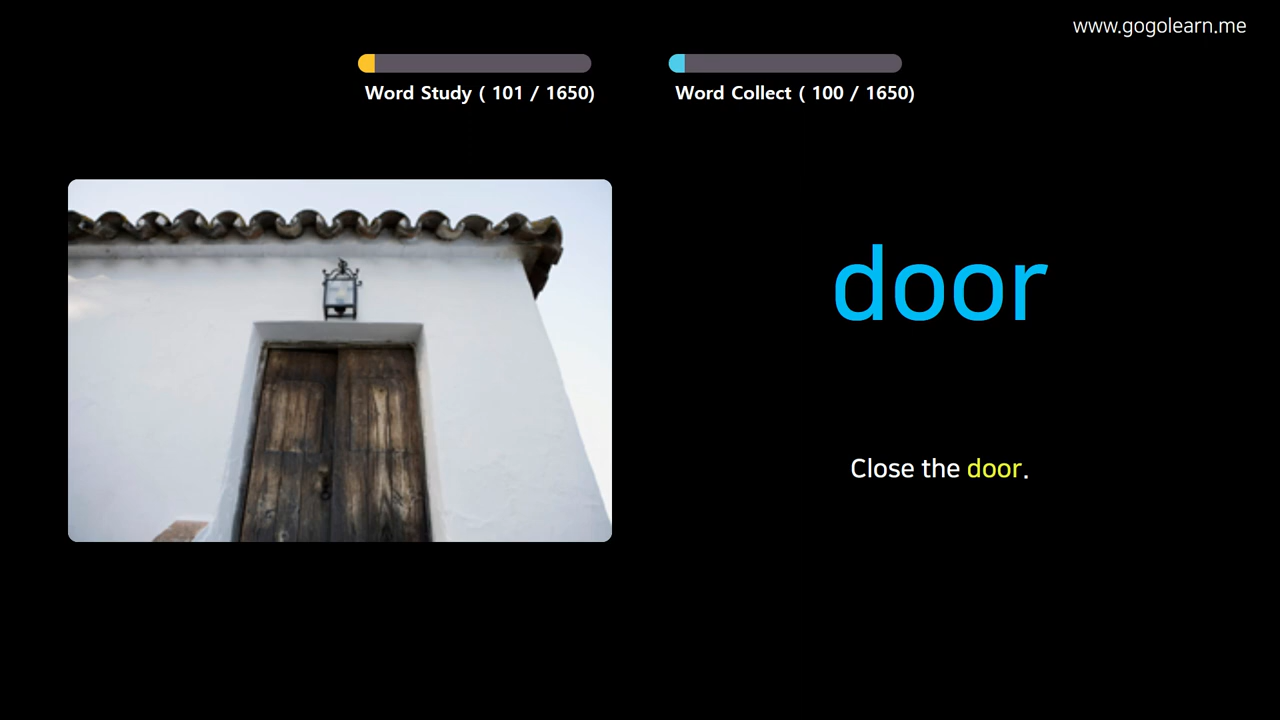 www.gogolearn.me
Word Study ( 101 / 1650)
Word Collect ( 100 / 1650)
door
Close the door.